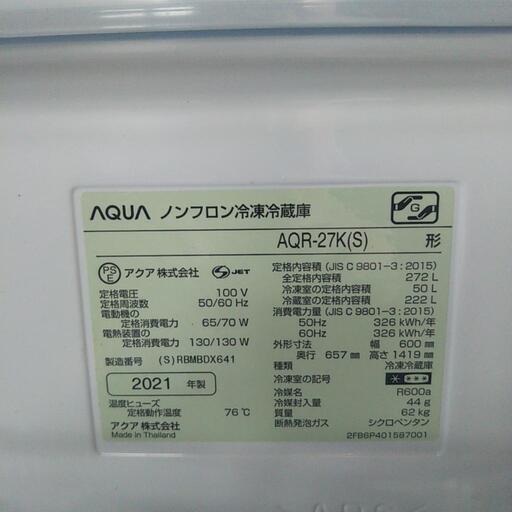 AQUA ノンフロン冷凍冷蔵庫
G
AQR-27K(S) 形
PS E アクア株式会社 S JET
定格電圧 100 V
定格周波数 50/60 Hz
電動機の
定格消費電力 65/70 W
電熱装置の
定格消費電力 130/130 W
製造番号 (S)RBMBDX641
2021 年製
温度ヒューズ
定格動作温度 76℃
アクア株式会社
Made in Thailand
定格内容積 (JIS C 9801-3:2015)
全定格内容積 272 L
冷凍室の定格内容積 50 L
冷蔵室の定格内容積 222 L
消費電力量 (JIS C 9801-3:2015)
50Hz 326 kWh/年
60Hz 326 kWh/年
外形寸法 幅 600 mm
奥行 657 mm 高さ 1419 mm
種類 冷凍冷蔵庫
冷凍室の記号
冷媒名 R600a
冷媒封入量 44 g
質量 62 kg
断熱発泡ガス シクロペンタン
2FB6P401587001